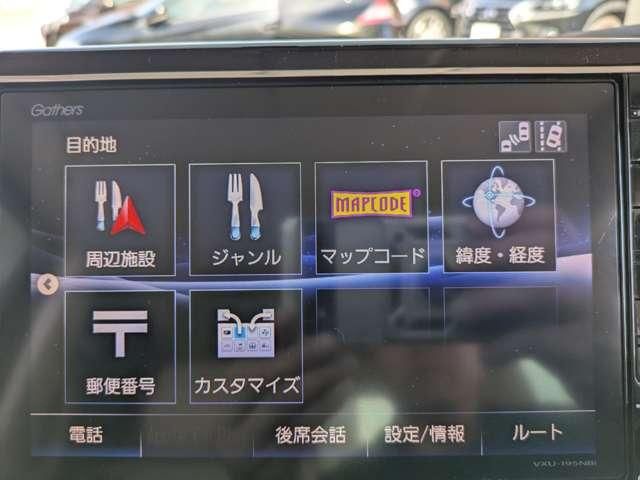 Gathers
目的地
周辺施設
ジャンル
MAPCODE
マップコード
緯度・経度
〒
郵便番号
カスタマイズ
電話
後席会話
設定/情報
ルート
VXU-195NBi